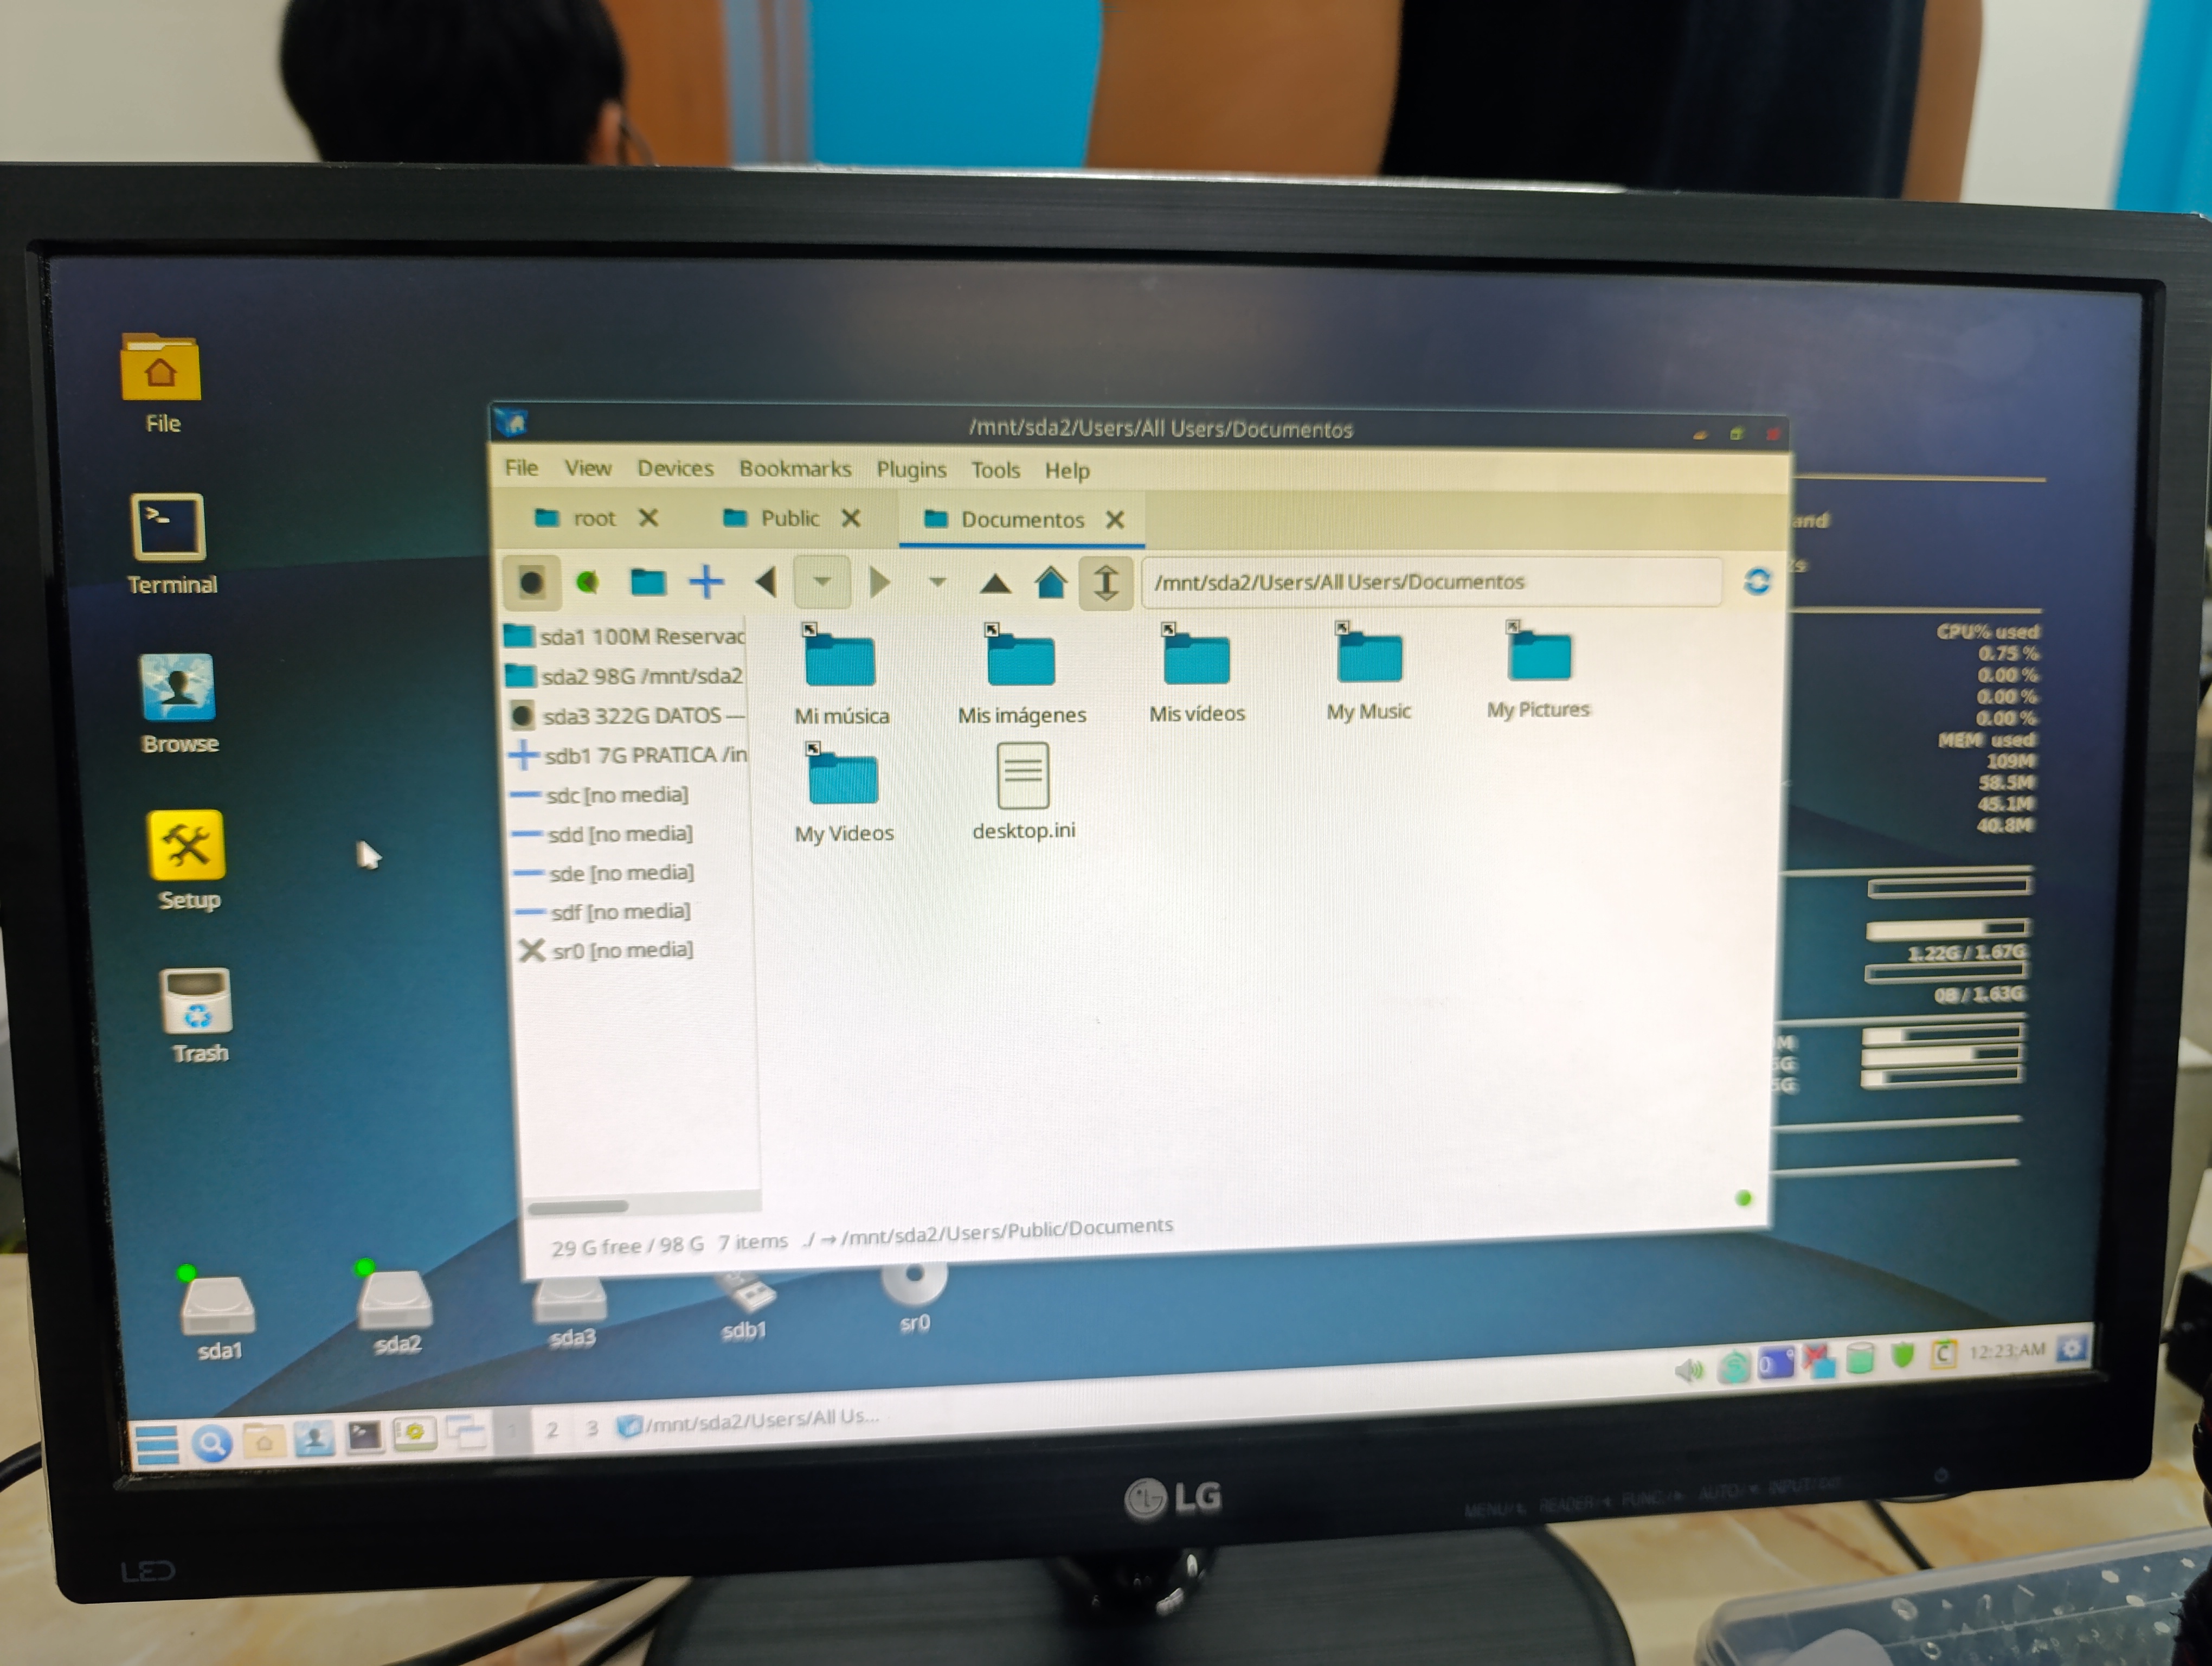 File
Terminal
Browse
Setup
Trash
/mnt/sda2/Users/All Users/Documentos
File View Devices Bookmarks Plugins Tools Help
root Public Documentos
/mnt/sda2/Users/All Users/Documentos
sda1 100M Reservac
sda2 98G /mnt/sda2
sda3 322G DATOS —
sdb1 7G PRATICA /in
sdc [no media]
sdd [no media]
sde [no media]
sdf [no media]
sr0 [no media]
Mi música Mis imágenes Mis vídeos My Music My Pictures
My Videos desktop.ini
29 G free / 98 G 7 items ./ → /mnt/sda2/Users/Public/Documents
and
CPU% used
0.75 %
0.00 %
0.00 %
0.00 %
MEM used
109M
58.5M
45.1M
40.8M
1.22G / 1.67G
0B / 1.63G
M
G
G
sda1 sda2 sda3 sdb1 sr0
1 2 3 /mnt/sda2/Users/All Us...
12:23:AM
LG
LED